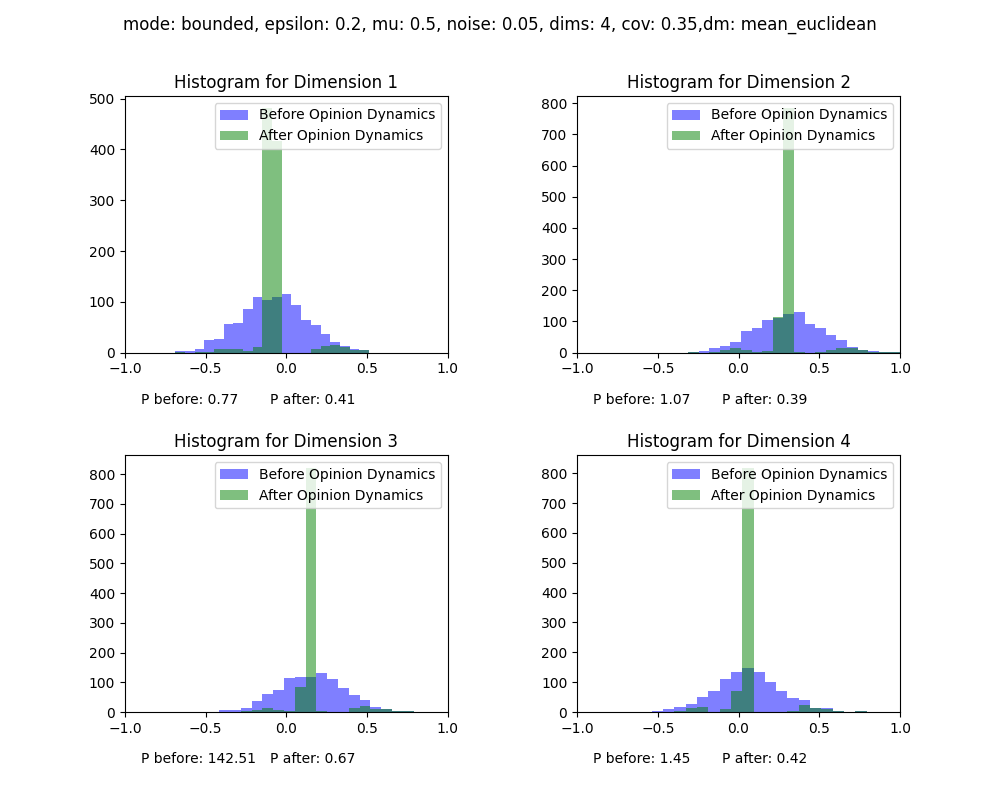 mode: bounded, epsilon: 0.2, mu: 0.5, noise: 0.05, dims: 4, cov: 0.35,dm: mean_euclidean
Histogram for Dimension 1
Before Opinion Dynamics
After Opinion Dynamics
500
400
300
200
100
0
−1.0 −0.5 0.0 0.5 1.0
P before: 0.77 P after: 0.41
Histogram for Dimension 2
Before Opinion Dynamics
After Opinion Dynamics
800
700
600
500
400
300
200
100
0
−1.0 −0.5 0.0 0.5 1.0
P before: 1.07 P after: 0.39
Histogram for Dimension 3
Before Opinion Dynamics
After Opinion Dynamics
800
700
600
500
400
300
200
100
0
−1.0 −0.5 0.0 0.5 1.0
P before: 142.51 P after: 0.67
Histogram for Dimension 4
Before Opinion Dynamics
After Opinion Dynamics
800
700
600
500
400
300
200
100
0
−1.0 −0.5 0.0 0.5 1.0
P before: 1.45 P after: 0.42